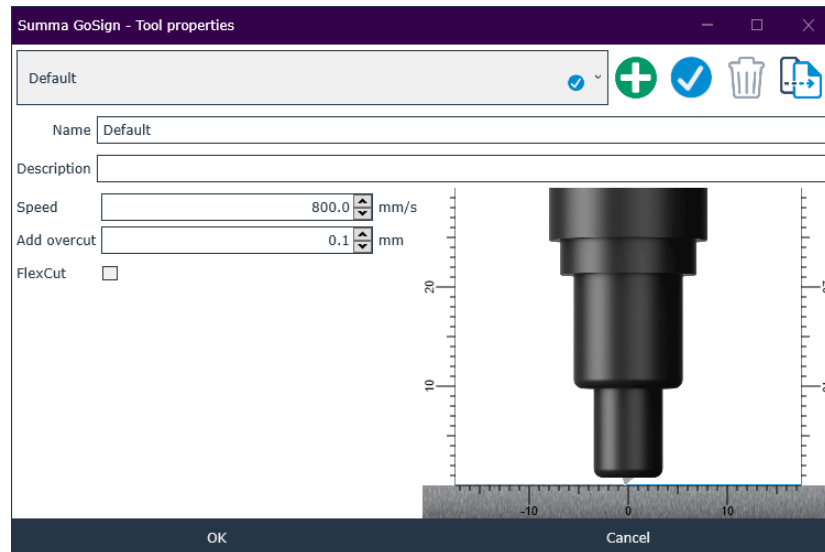 Summa GoSign - Tool properties
Default
Name Default
Description
Speed 800.0 mm/s
Add overcut 0.1 mm
FlexCut
20
10
-10 0 10
OK Cancel